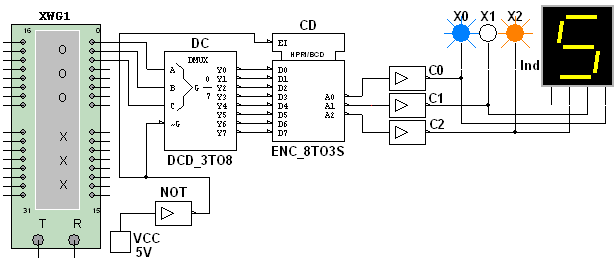 XWG1
16 0
O
O
O
X
X
X
31 15
T R
VCC
5V
NOT
DC
DMUX
A
B
C
G 0
7
~G
Y0
Y1
Y2
Y3
Y4
Y5
Y6
Y7
DCD_3TO8
CD
EI
HPRI/BCD
D0
D1
D2
D3
D4
D5
D6
D7
A0
A1
A2
ENC_8TO3S
C0
C1
C2
X0 X1 X2
Ind
5